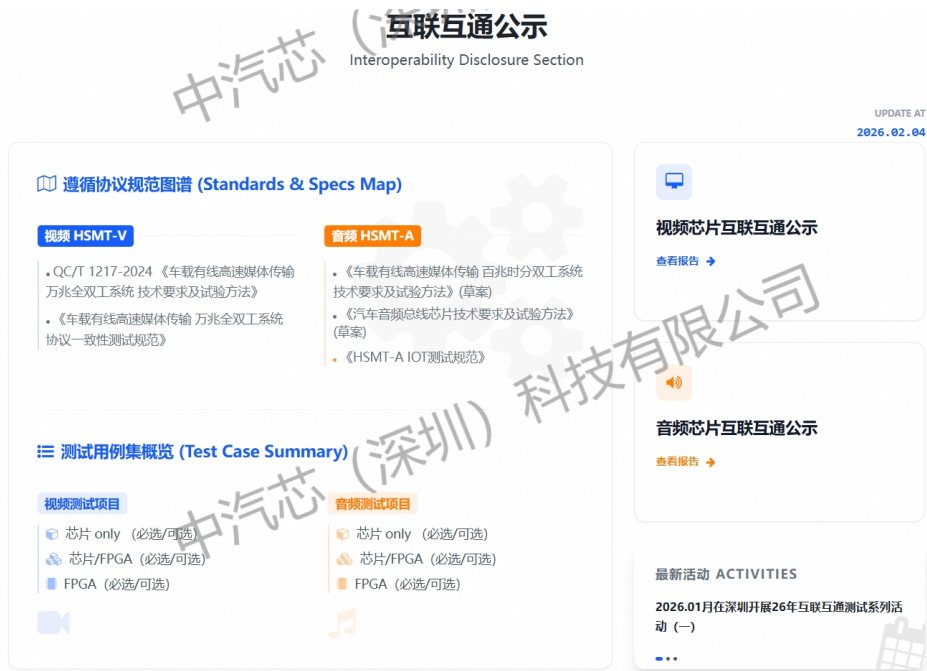 互联互通公示
Interoperability Disclosure Section
UPDATE AT
2026.02.04
遵循协议规范图谱 (Standards & Specs Map)
视频 HSMT-V
• QC/T 1217-2024 《车载有线高速媒体传输
万兆全双工系统 技术要求及试验方法》
• 《车载有线高速媒体传输 万兆全双工系统
协议一致性测试规范》
音频 HSMT-A
• 《车载有线高速媒体传输 百兆时分双工系统
技术要求及试验方法》(草案)
• 《汽车音频总线芯片技术要求及试验方法》
(草案)
• 《HSMT-A IOT测试规范》
测试用例集概览 (Test Case Summary)
视频测试项目
芯片 only （必选/可选）
芯片/FPGA（必选/可选）
FPGA（必选/可选）
音频测试项目
芯片 only （必选/可选）
芯片/FPGA（必选/可选）
FPGA（必选/可选）
视频芯片互联互通公示
查看报告 →
音频芯片互联互通公示
查看报告 →
最新活动 ACTIVITIES
2026.01月在深圳开展26年互联互通测试系列活
动（一）
中汽芯（深圳
中汽芯（深圳）科技有限公司